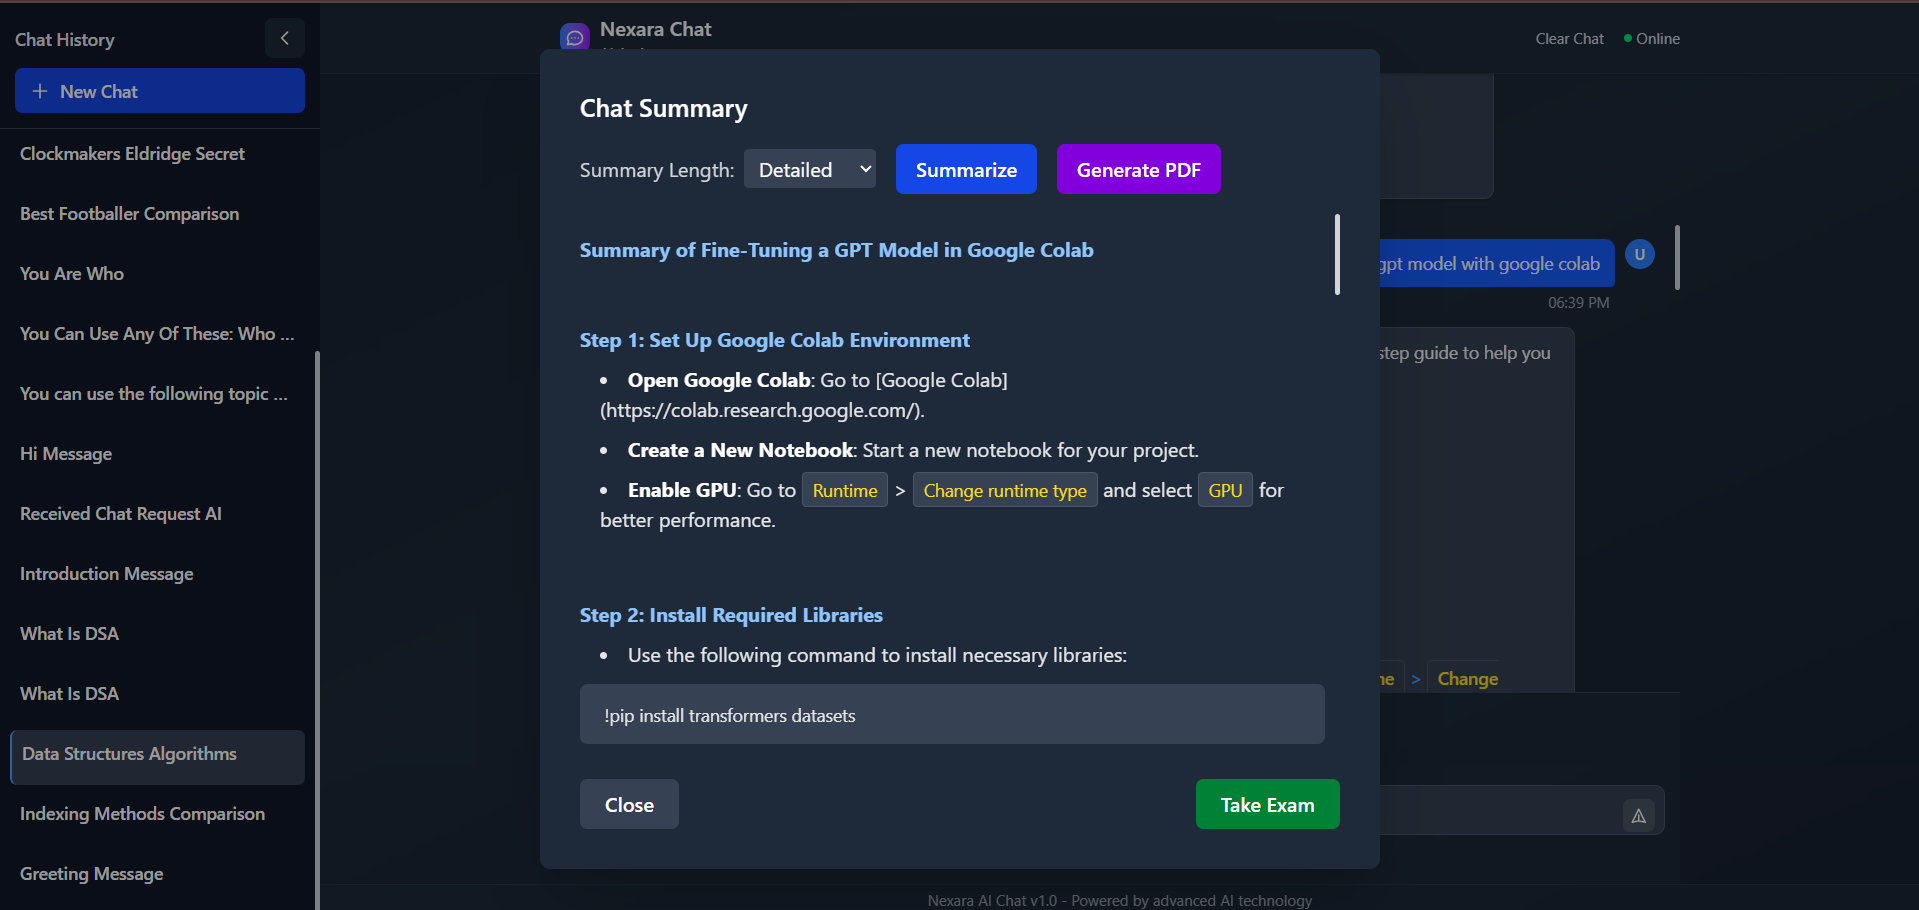 Chat History
New Chat
Clockmakers Eldridge Secret
Best Footballer Comparison
You Are Who
You Can Use Any Of These: Who ...
You can use the following topic ...
Hi Message
Received Chat Request AI
Introduction Message
What Is DSA
What Is DSA
Data Structures Algorithms
Indexing Methods Comparison
Greeting Message
Nexara Chat
Clear Chat
Online
Chat Summary
Summary Length: Detailed Summarize Generate PDF
Summary of Fine-Tuning a GPT Model in Google Colab
Step 1: Set Up Google Colab Environment
• Open Google Colab: Go to [Google Colab]
(https://colab.research.google.com/).
• Create a New Notebook: Start a new notebook for your project.
• Enable GPU: Go to Runtime > Change runtime type and select GPU for
better performance.
Step 2: Install Required Libraries
• Use the following command to install necessary libraries:
!pip install transformers datasets
Close
Take Exam
gpt model with google colab
U
06:39 PM
step guide to help you
ne > Change
Nexara AI Chat v1.0 - Powered by advanced AI technology